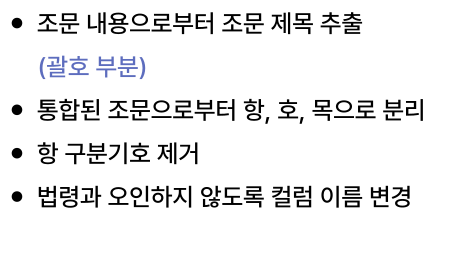 • 조문 내용으로부터 조문 제목 추출
(괄호 부분)
• 통합된 조문으로부터 항, 호, 목으로 분리
• 항 구분기호 제거
• 법령과 오인하지 않도록 컬럼 이름 변경